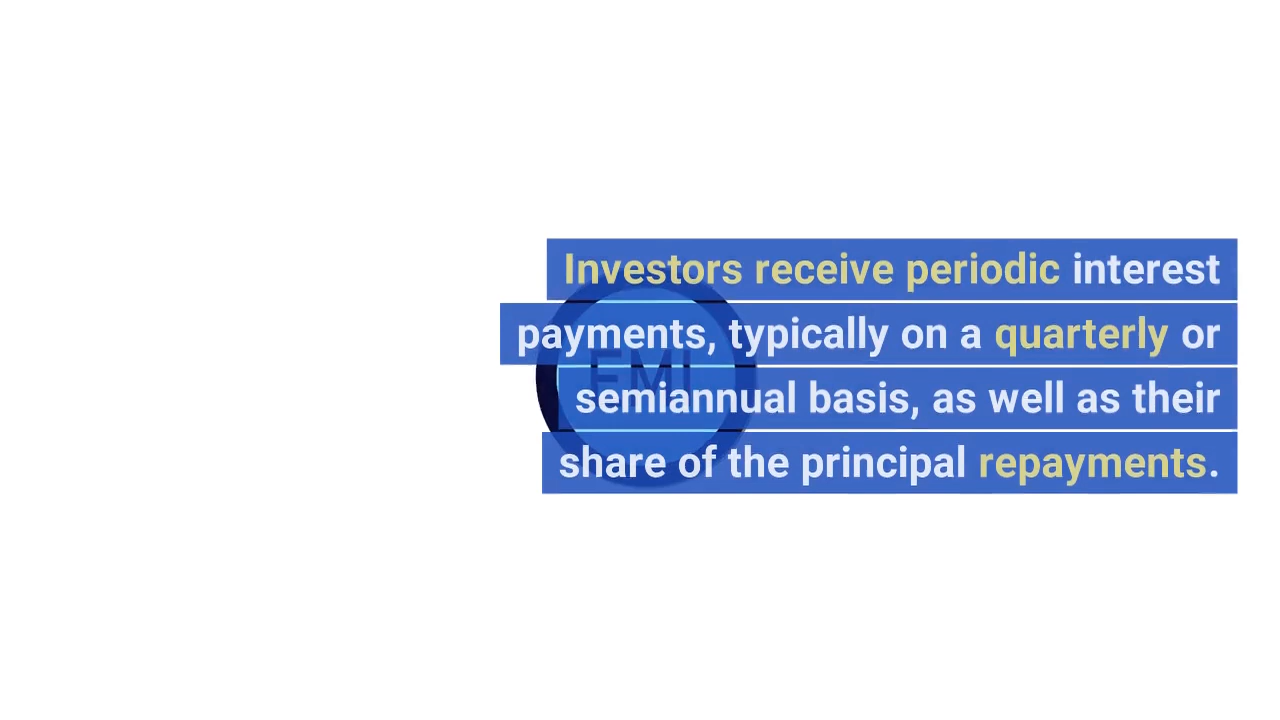 Investors receive periodic interest
payments, typically on a quarterly or
semiannual basis, as well as their
share of the principal repayments.
EMI